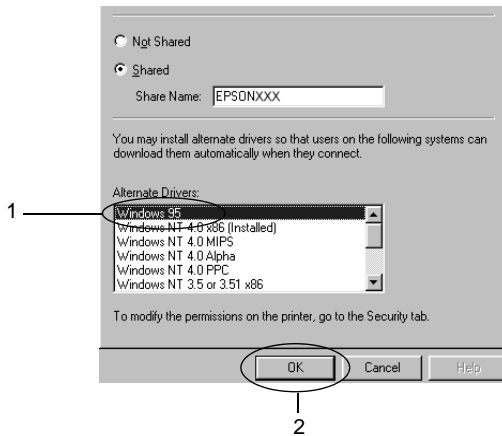 Not Shared
Shared
Share Name: EPSONXXX
You may install alternate drivers so that users on the following systems can
download them automatically when they connect.
Alternate Drivers:
1
Windows 95
Windows NT 4.0 x86 (Installed)
Windows NT 4.0 MIPS
Windows NT 4.0 Alpha
Windows NT 4.0 PPC
Windows NT 3.5 or 3.51 x86
To modify the permissions on the printer, go to the Security tab.
OK Cancel Help
2